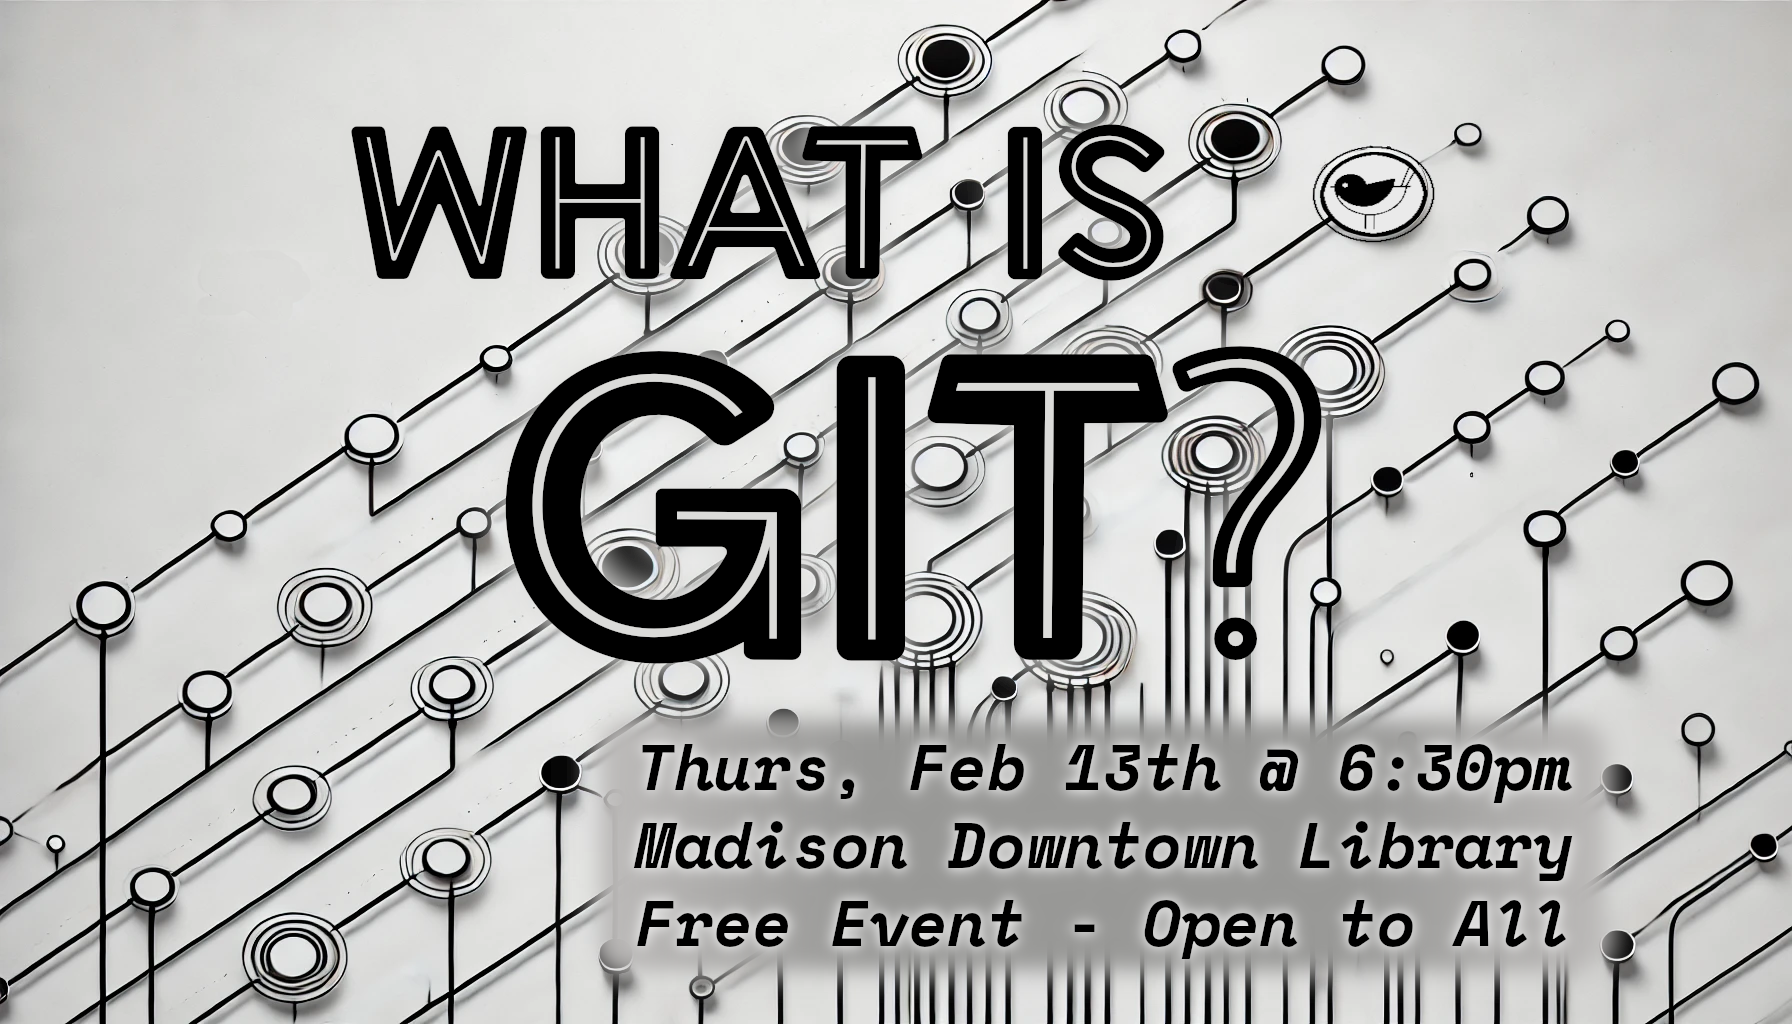 WHAT IS
GIT?
Thurs, Feb 13th @ 6:30pm
Madison Downtown Library
Free Event - Open to All